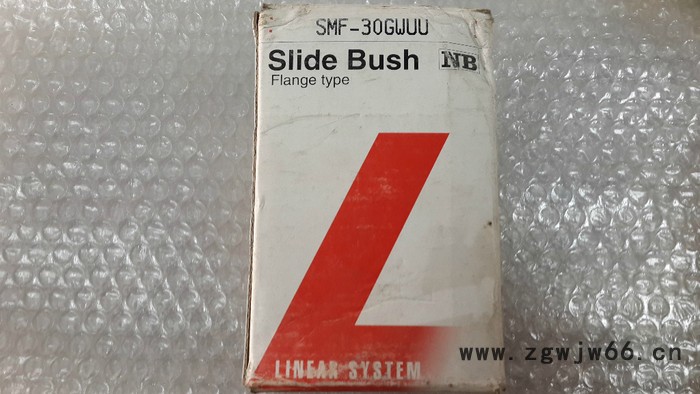 SMF-30GWUU
Slide Bush NB
Flange type
LINEAR SYSTEM
www.zgwjw66.cn